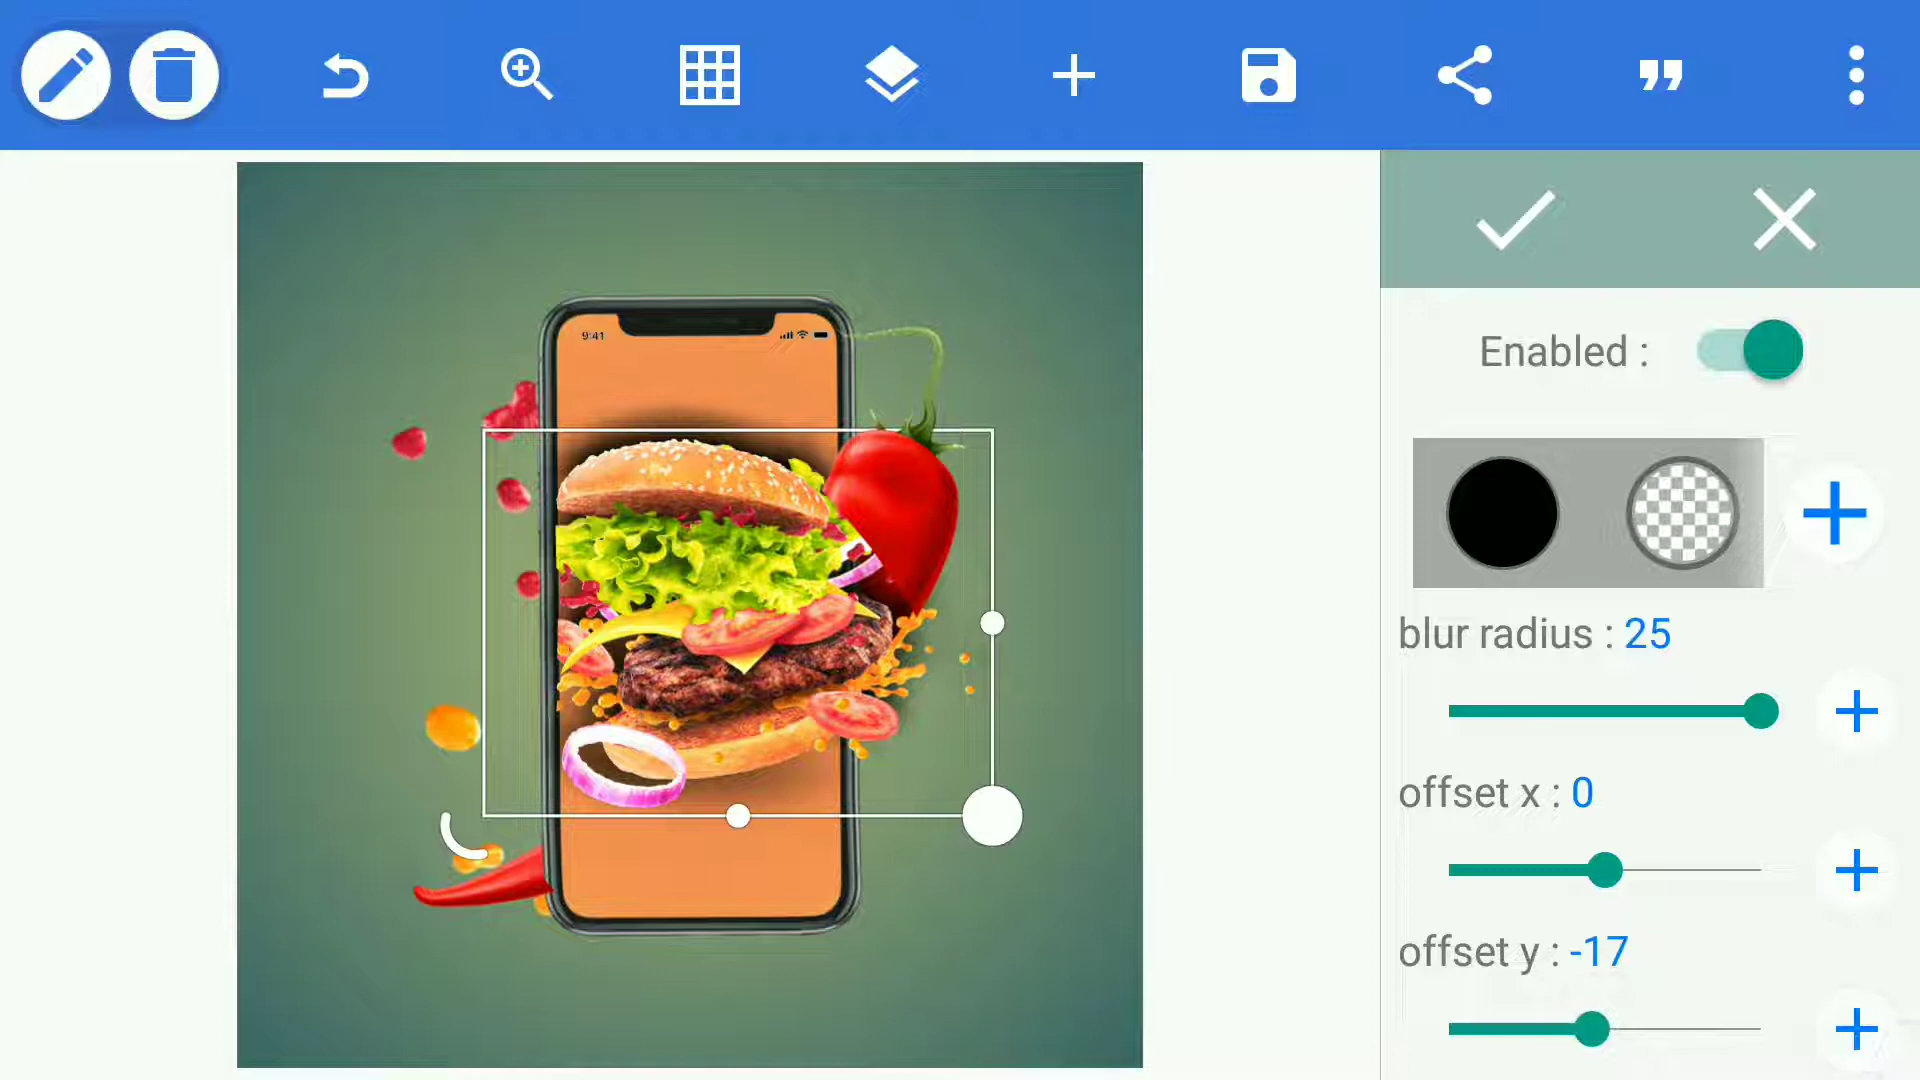 9:41
Enabled :
blur radius : 25
offset x : 0
offset y : -17